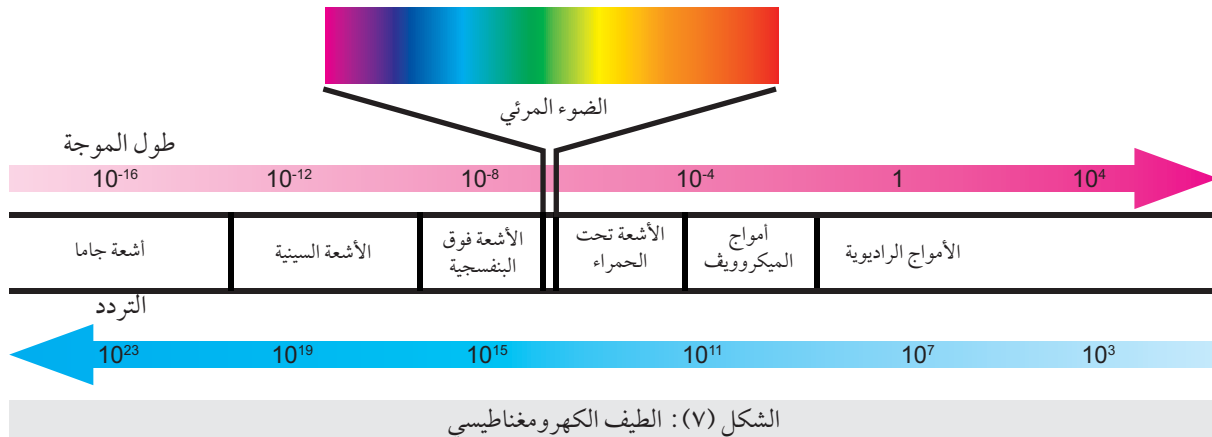 الضوء المرئي
طول الموجة
10⁻¹⁶ 10⁻¹² 10⁻⁸ 10⁻⁴ 1 10⁴
أشعة جاما
الأشعة السينية
الأشعة فوق
البنفسجية
الأشعة تحت
الحمراء
أمواج
الميكروويڤ
الأمواج الراديوية
التردد
10²³ 10¹⁹ 10¹⁵ 10¹¹ 10⁷ 10³
الشكل (٧): الطيف الكهرومغناطيسي